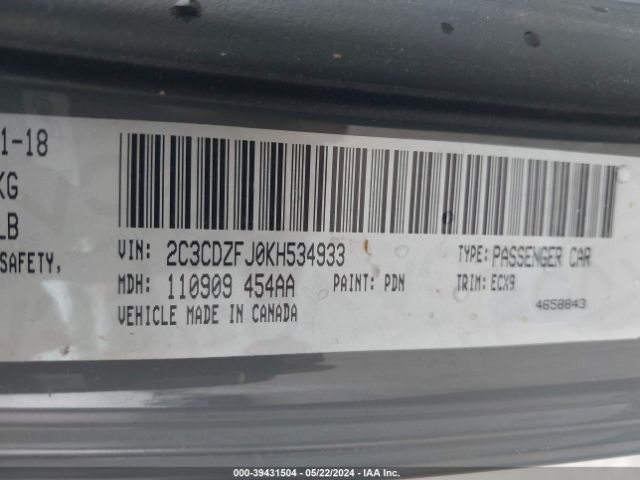 1-18
KG
LB
SAFETY,
VIN: 2C3CDZFJ0KH534933 TYPE: PASSENGER CAR
MDH: 110909 454AA PAINT: PDN TRIM: ECX9
VEHICLE MADE IN CANADA 4658843
000-39431504 - 05/22/2024 - IAA Inc.